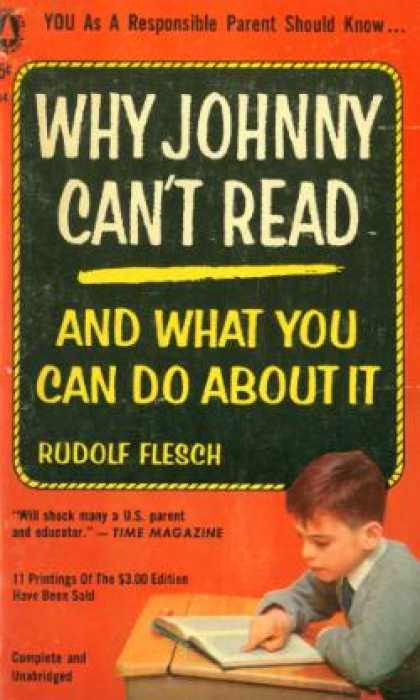 YOU As A Responsible Parent Should Know...
WHY JOHNNY
CAN'T READ
AND WHAT YOU
CAN DO ABOUT IT
RUDOLF FLESCH
"Will shock many a U.S. parent
and educator." — TIME MAGAZINE
11 Printings Of The $3.00 Edition
Have Been Sold
Complete and
Unabridged